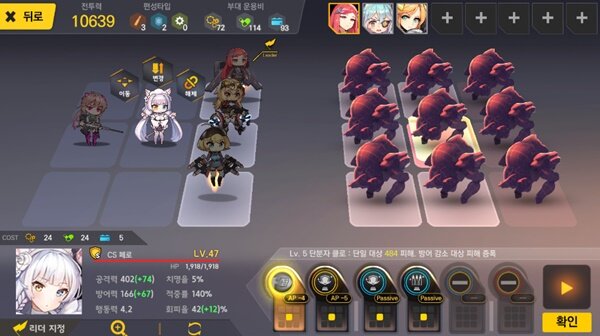 뒤로
전투력
10639
편성타입
3 2 0
부대 운용비
72 114 93
Leader
이동
변경
해제
COST 24 24 2
CS 페로
LV.47
HP 1,918/1,918
공격력 402(+74) 치명율 5%
방어력 166(+67) 적중률 140%
행동력 4.2 회피율 42(+12)%
리더 지정
Lv. 5 단분자 클로 : 단일 대상 484 피해. 방어 감소 대상 피해 증폭
AP -4
AP -5
Passive
Passive
확인